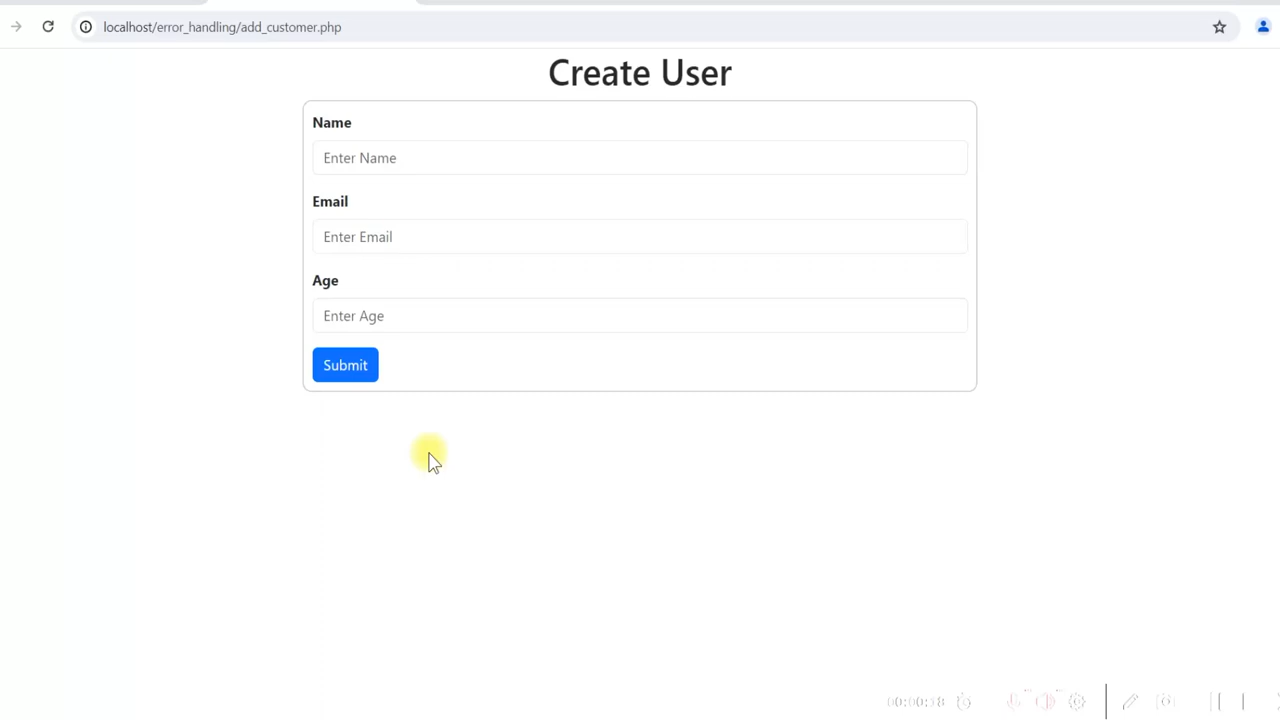 localhost/error_handling/add_customer.php
Create User
Name
Enter Name
Email
Enter Email
Age
Enter Age
Submit